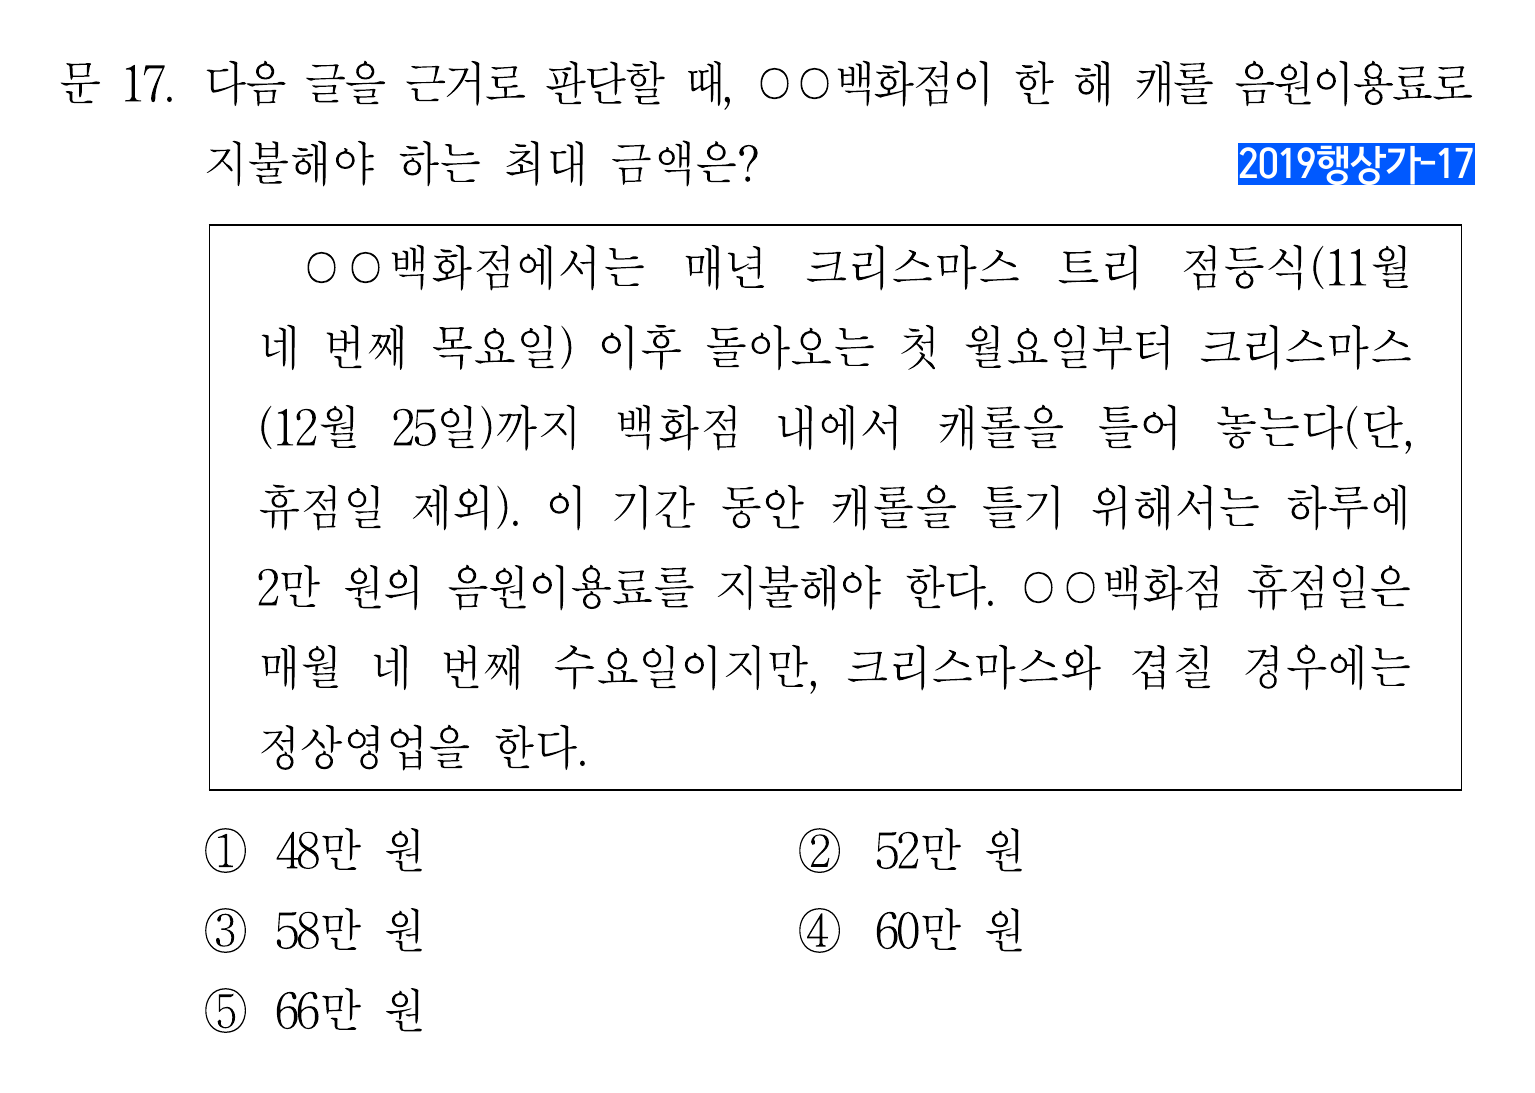 문 17. 다음 글을 근거로 판단할 때, ○○백화점이 한 해 캐롤 음원이용료로
지불해야 하는 최대 금액은?
2019행상가-17
○○백화점에서는 매년 크리스마스 트리 점등식(11월
네 번째 목요일) 이후 돌아오는 첫 월요일부터 크리스마스
(12월 25일)까지 백화점 내에서 캐롤을 틀어 놓는다(단,
휴점일 제외). 이 기간 동안 캐롤을 틀기 위해서는 하루에
2만 원의 음원이용료를 지불해야 한다. ○○백화점 휴점일은
매월 네 번째 수요일이지만, 크리스마스와 겹칠 경우에는
정상영업을 한다.
① 48만 원 ② 52만 원
③ 58만 원 ④ 60만 원
⑤ 66만 원